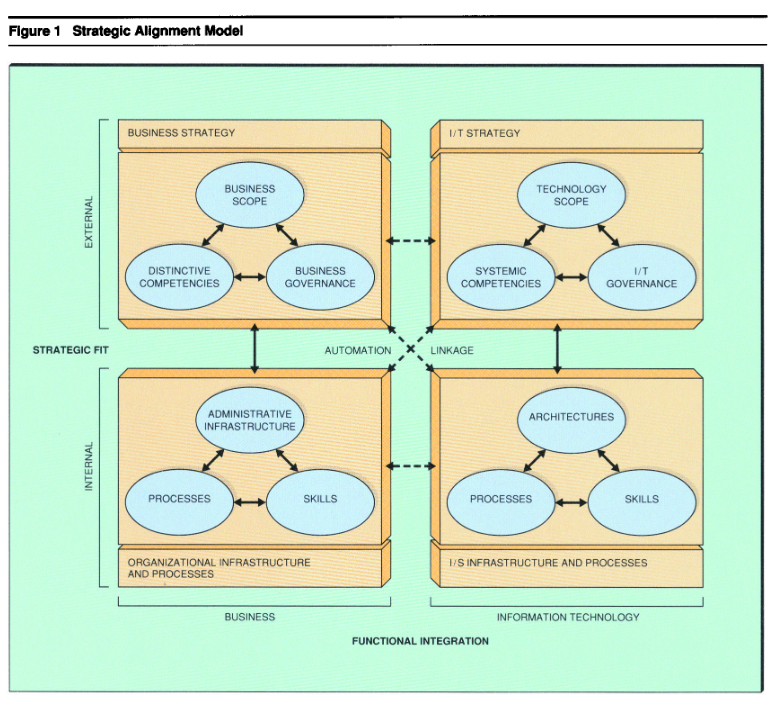 Figure 1 Strategic Alignment Model
BUSINESS STRATEGY
I/T STRATEGY
EXTERNAL
BUSINESS
SCOPE
DISTINCTIVE
COMPETENCIES
BUSINESS
GOVERNANCE
TECHNOLOGY
SCOPE
SYSTEMIC
COMPETENCIES
I/T
GOVERNANCE
STRATEGIC FIT
AUTOMATION
LINKAGE
INTERNAL
ADMINISTRATIVE
INFRASTRUCTURE
PROCESSES
SKILLS
ARCHITECTURES
PROCESSES
SKILLS
ORGANIZATIONAL INFRASTRUCTURE
AND PROCESSES
I/S INFRASTRUCTURE AND PROCESSES
BUSINESS
INFORMATION TECHNOLOGY
FUNCTIONAL INTEGRATION